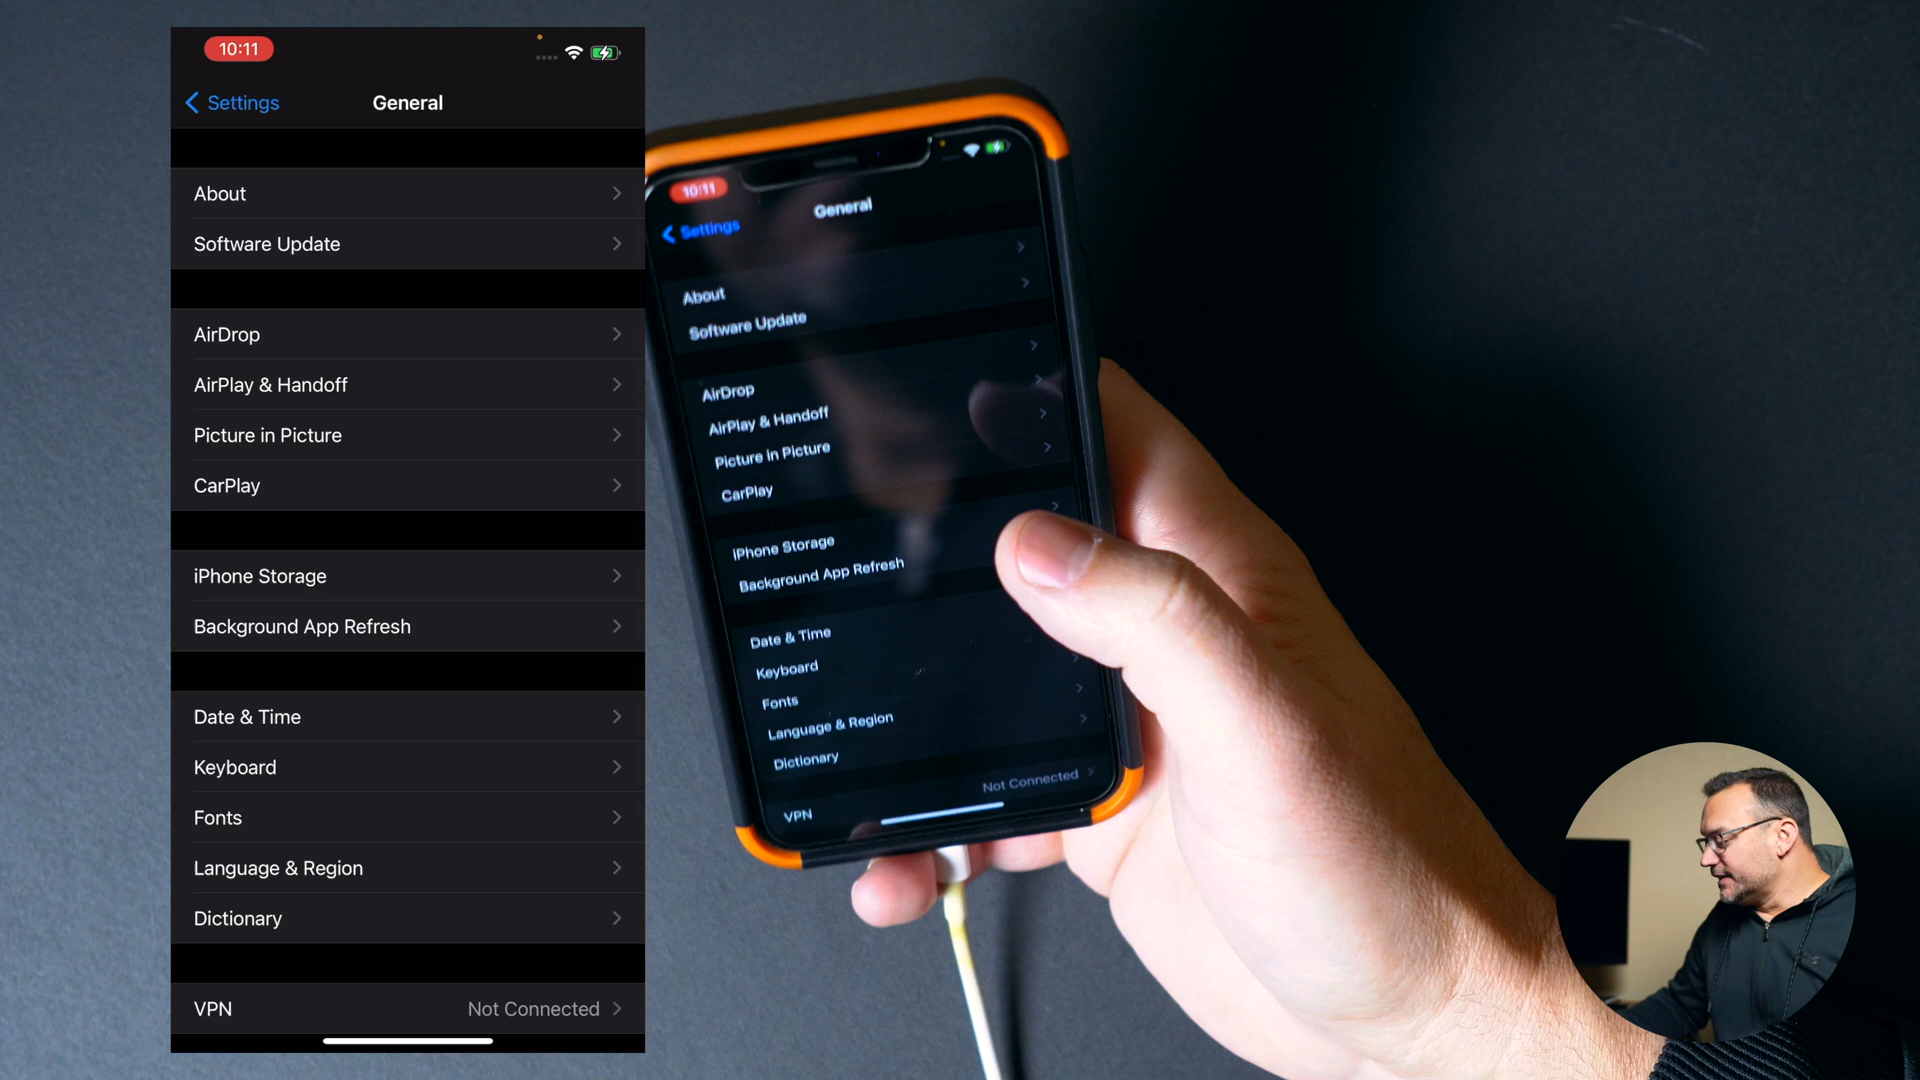 10:11
Settings
General
About
Software Update
AirDrop
AirPlay & Handoff
Picture in Picture
CarPlay
iPhone Storage
Background App Refresh
Date & Time
Keyboard
Fonts
Language & Region
Dictionary
VPN Not Connected
10:11
Settings
General
About
Software Update
AirDrop
AirPlay & Handoff
Picture in Picture
CarPlay
iPhone Storage
Background App Refresh
Date & Time
Keyboard
Fonts
Language & Region
Dictionary
VPN Not Connected